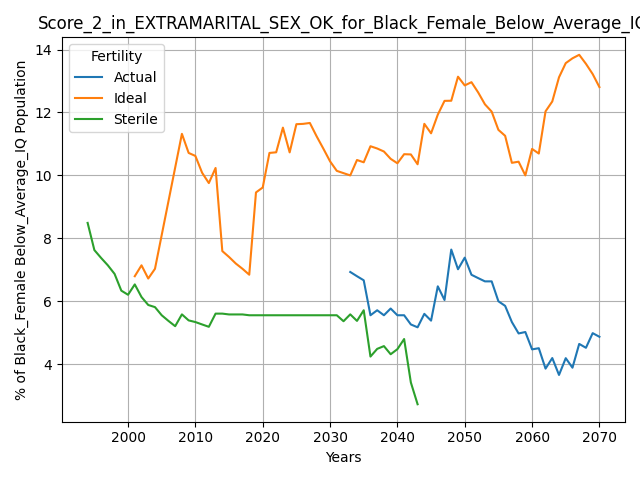 Score_2_in_EXTRAMARITAL_SEX_OK_for_Black_Female_Below_Average_IQ
Fertility
Actual
Ideal
Sterile
% of Black_Female Below_Average_IQ Population
14
12
10
8
6
4
2000 2010 2020 2030 2040 2050 2060 2070
Years